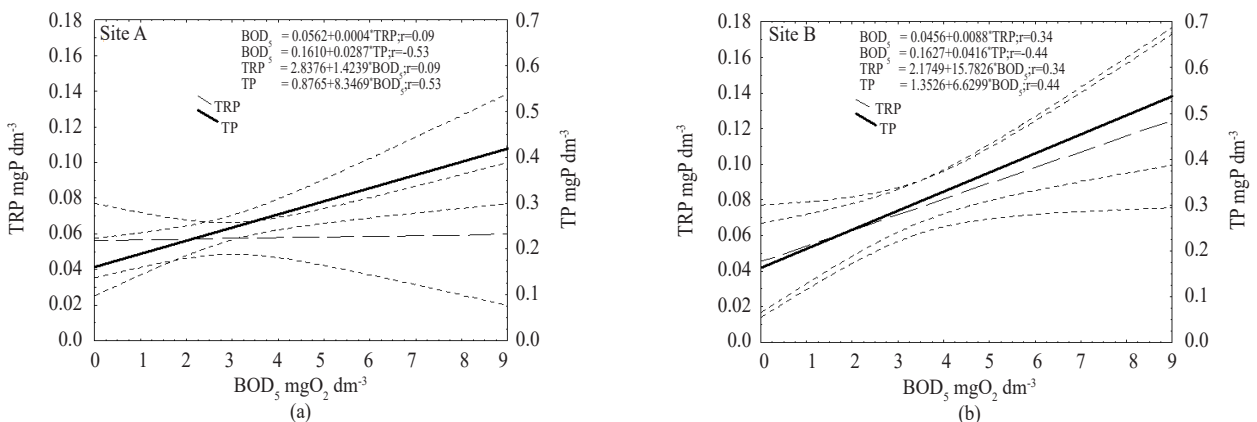 Site A
BOD5 = 0.0562+0.0004*TRP;r=0.09
BOD5 = 0.1610+0.0287*TP;r=-0.53
TRP = 2.8376+1.4239*BOD5;r=0.09
TP = 0.8765+8.3469*BOD5;r=0.53
TRP
TP
TRP mgP dm-3
0.18
0.16
0.14
0.12
0.10
0.08
0.06
0.04
0.02
0.0
TP mgP dm-3
0.7
0.6
0.5
0.4
0.3
0.2
0.1
0.0
0 1 2 3 4 5 6 7 8 9
BOD5 mgO2 dm-3
(a)
Site B
BOD5 = 0.0456+0.0088*TRP;r=0.34
BOD5 = 0.1627+0.0416*TP;r=-0.44
TRP = 2.1749+15.7826*BOD5;r=0.34
TP = 1.3526+6.6299*BOD5;r=0.44
TRP
TP
TRP mgP dm-3
0.18
0.16
0.14
0.12
0.10
0.08
0.06
0.04
0.02
0.0
TP mgP dm-3
0.7
0.6
0.5
0.4
0.3
0.2
0.1
0.0
0 1 2 3 4 5 6 7 8 9
BOD5 mgO2 dm-3
(b)